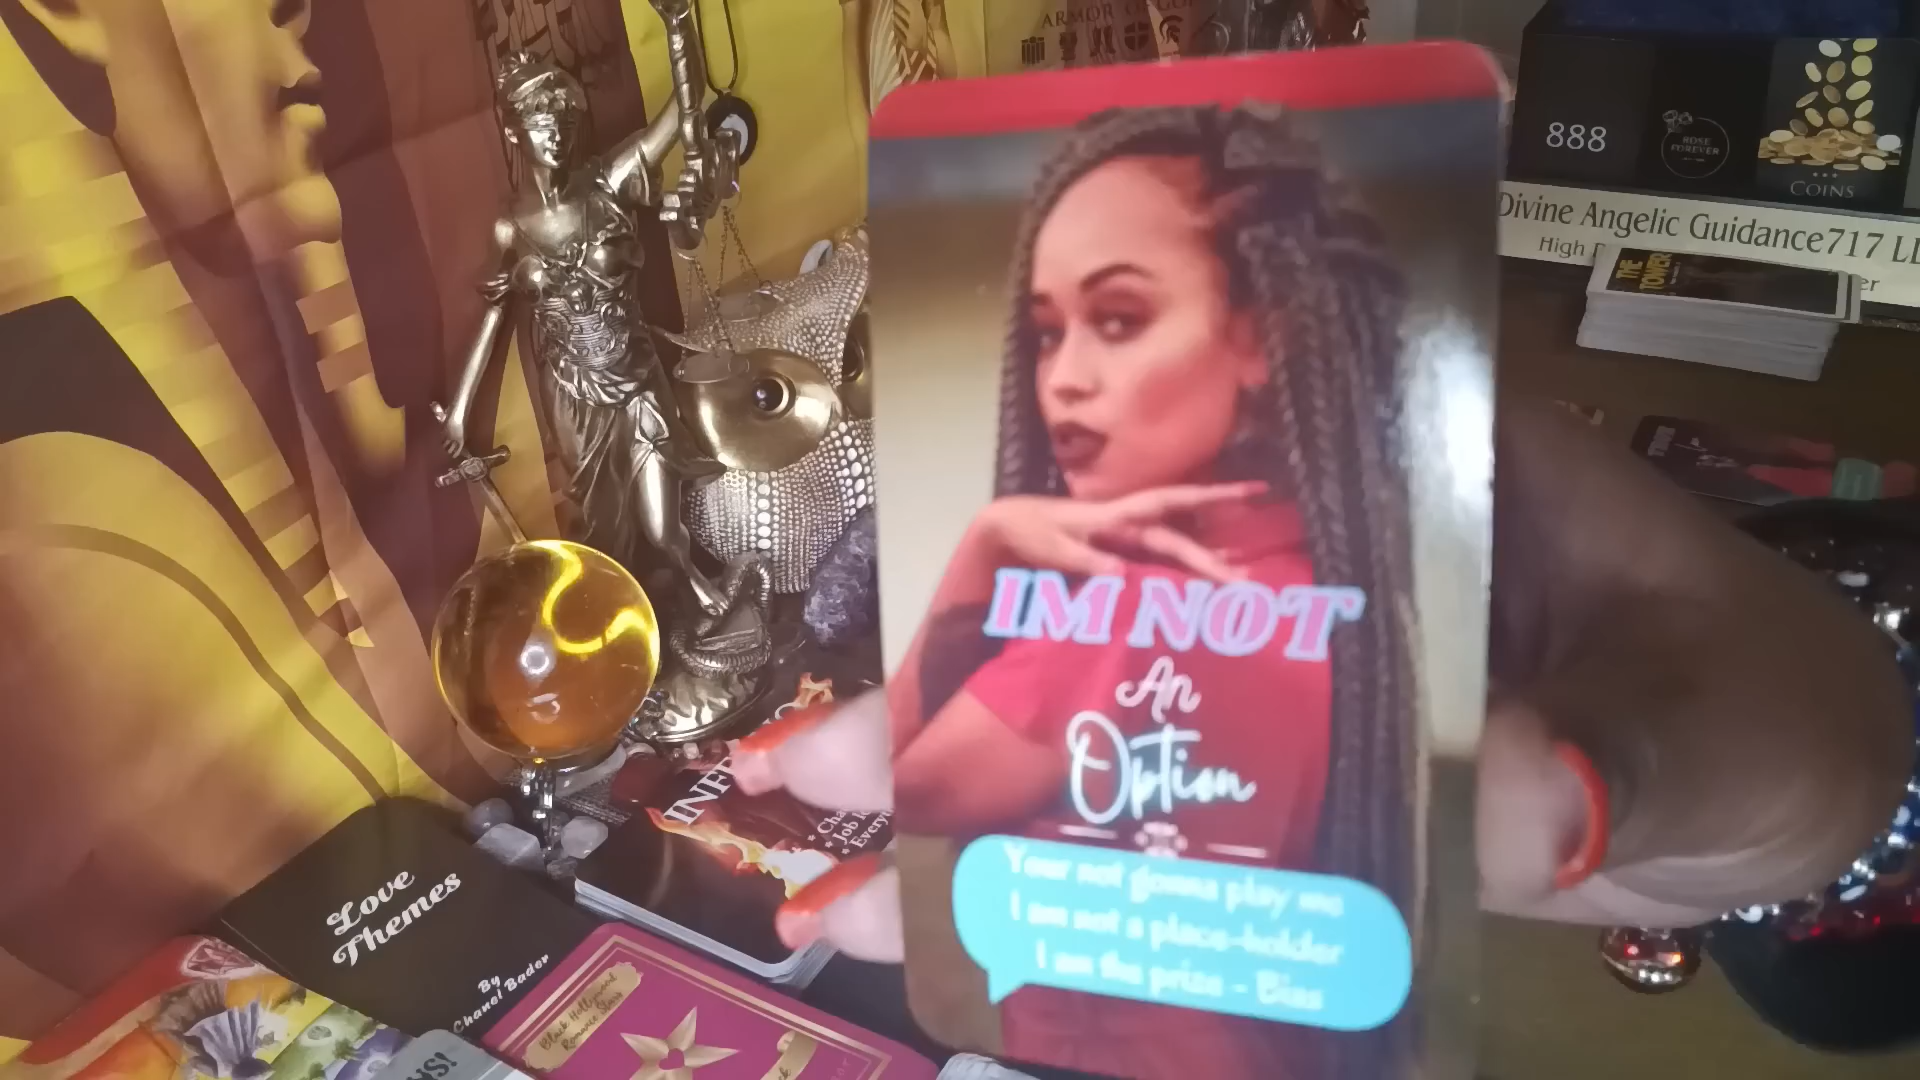 ARMOR OF GOD
888
ROSE
FOREVER
COINS
Divine Angelic Guidance717
High
THE
TOWER
IM NOT
An
Option
Your not gonna play me
I am not a place-holder
I am the prize - Bias
Love
Themes
By
Chanel Bader
Black Hollywood
Romance Stars